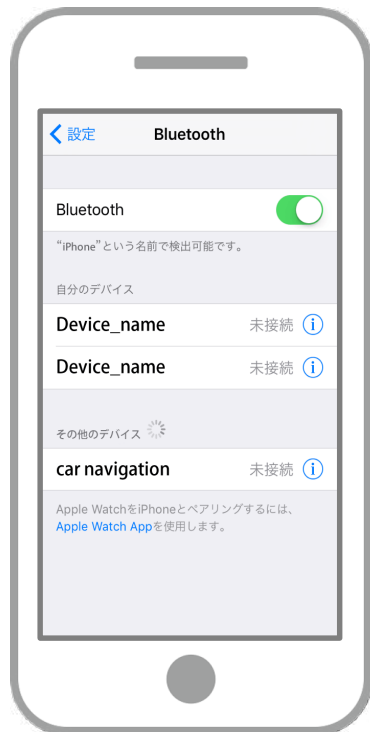 設定 Bluetooth
Bluetooth
“iPhone”という名前で検出可能です。
自分のデバイス
Device_name 未接続
Device_name 未接続
その他のデバイス
car navigation 未接続
Apple WatchをiPhoneとペアリングするには、
Apple Watch Appを使用します。